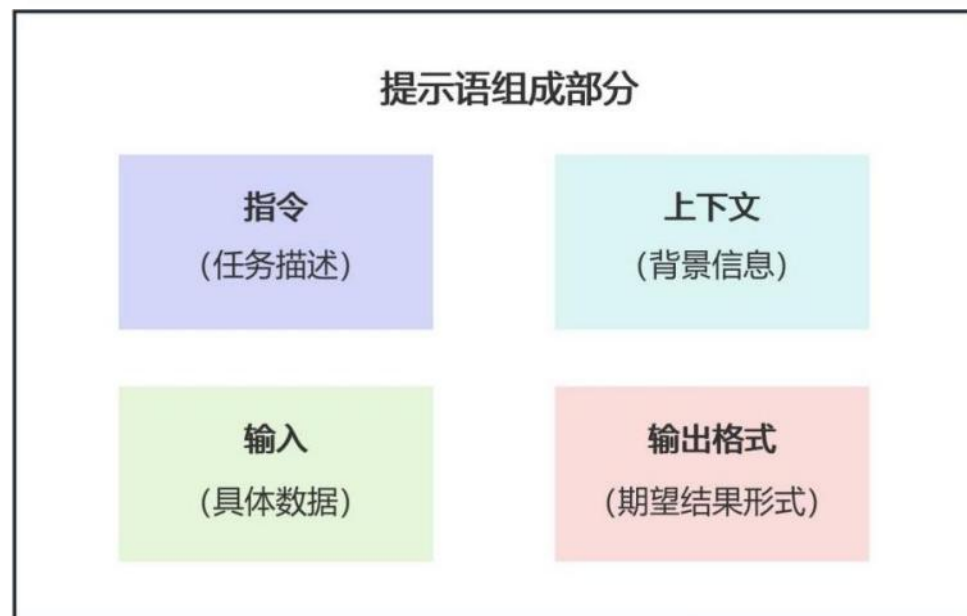 提示语组成部分
指令
(任务描述)
上下文
(背景信息)
输入
(具体数据)
输出格式
(期望结果形式)